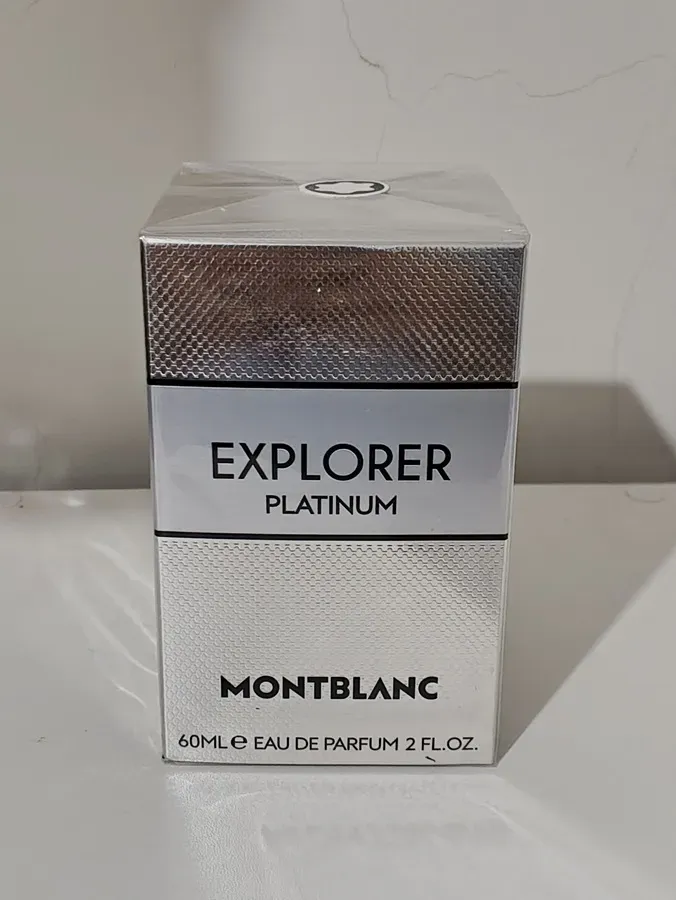 EXPLORER
PLATINUM
MONTBLANC
60ML ℮ EAU DE PARFUM 2 FL.OZ.